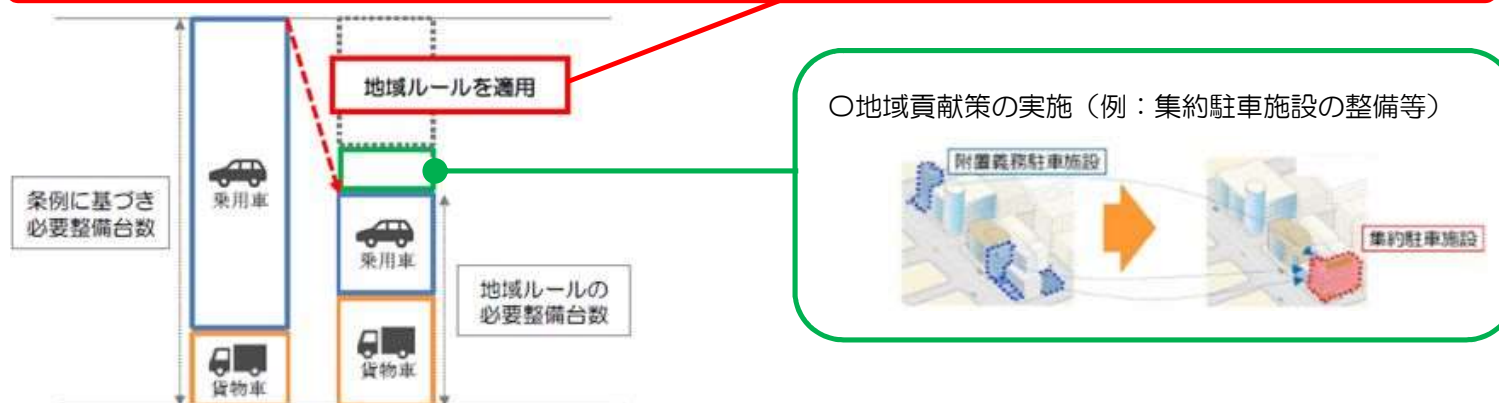 地域ルールを適用
条例に基づき
必要整備台数
乗用車
貨物車
乗用車
貨物車
地域ルールの
必要整備台数
〇地域貢献策の実施（例：集約駐車施設の整備等）
附置義務駐車施設
集約駐車施設